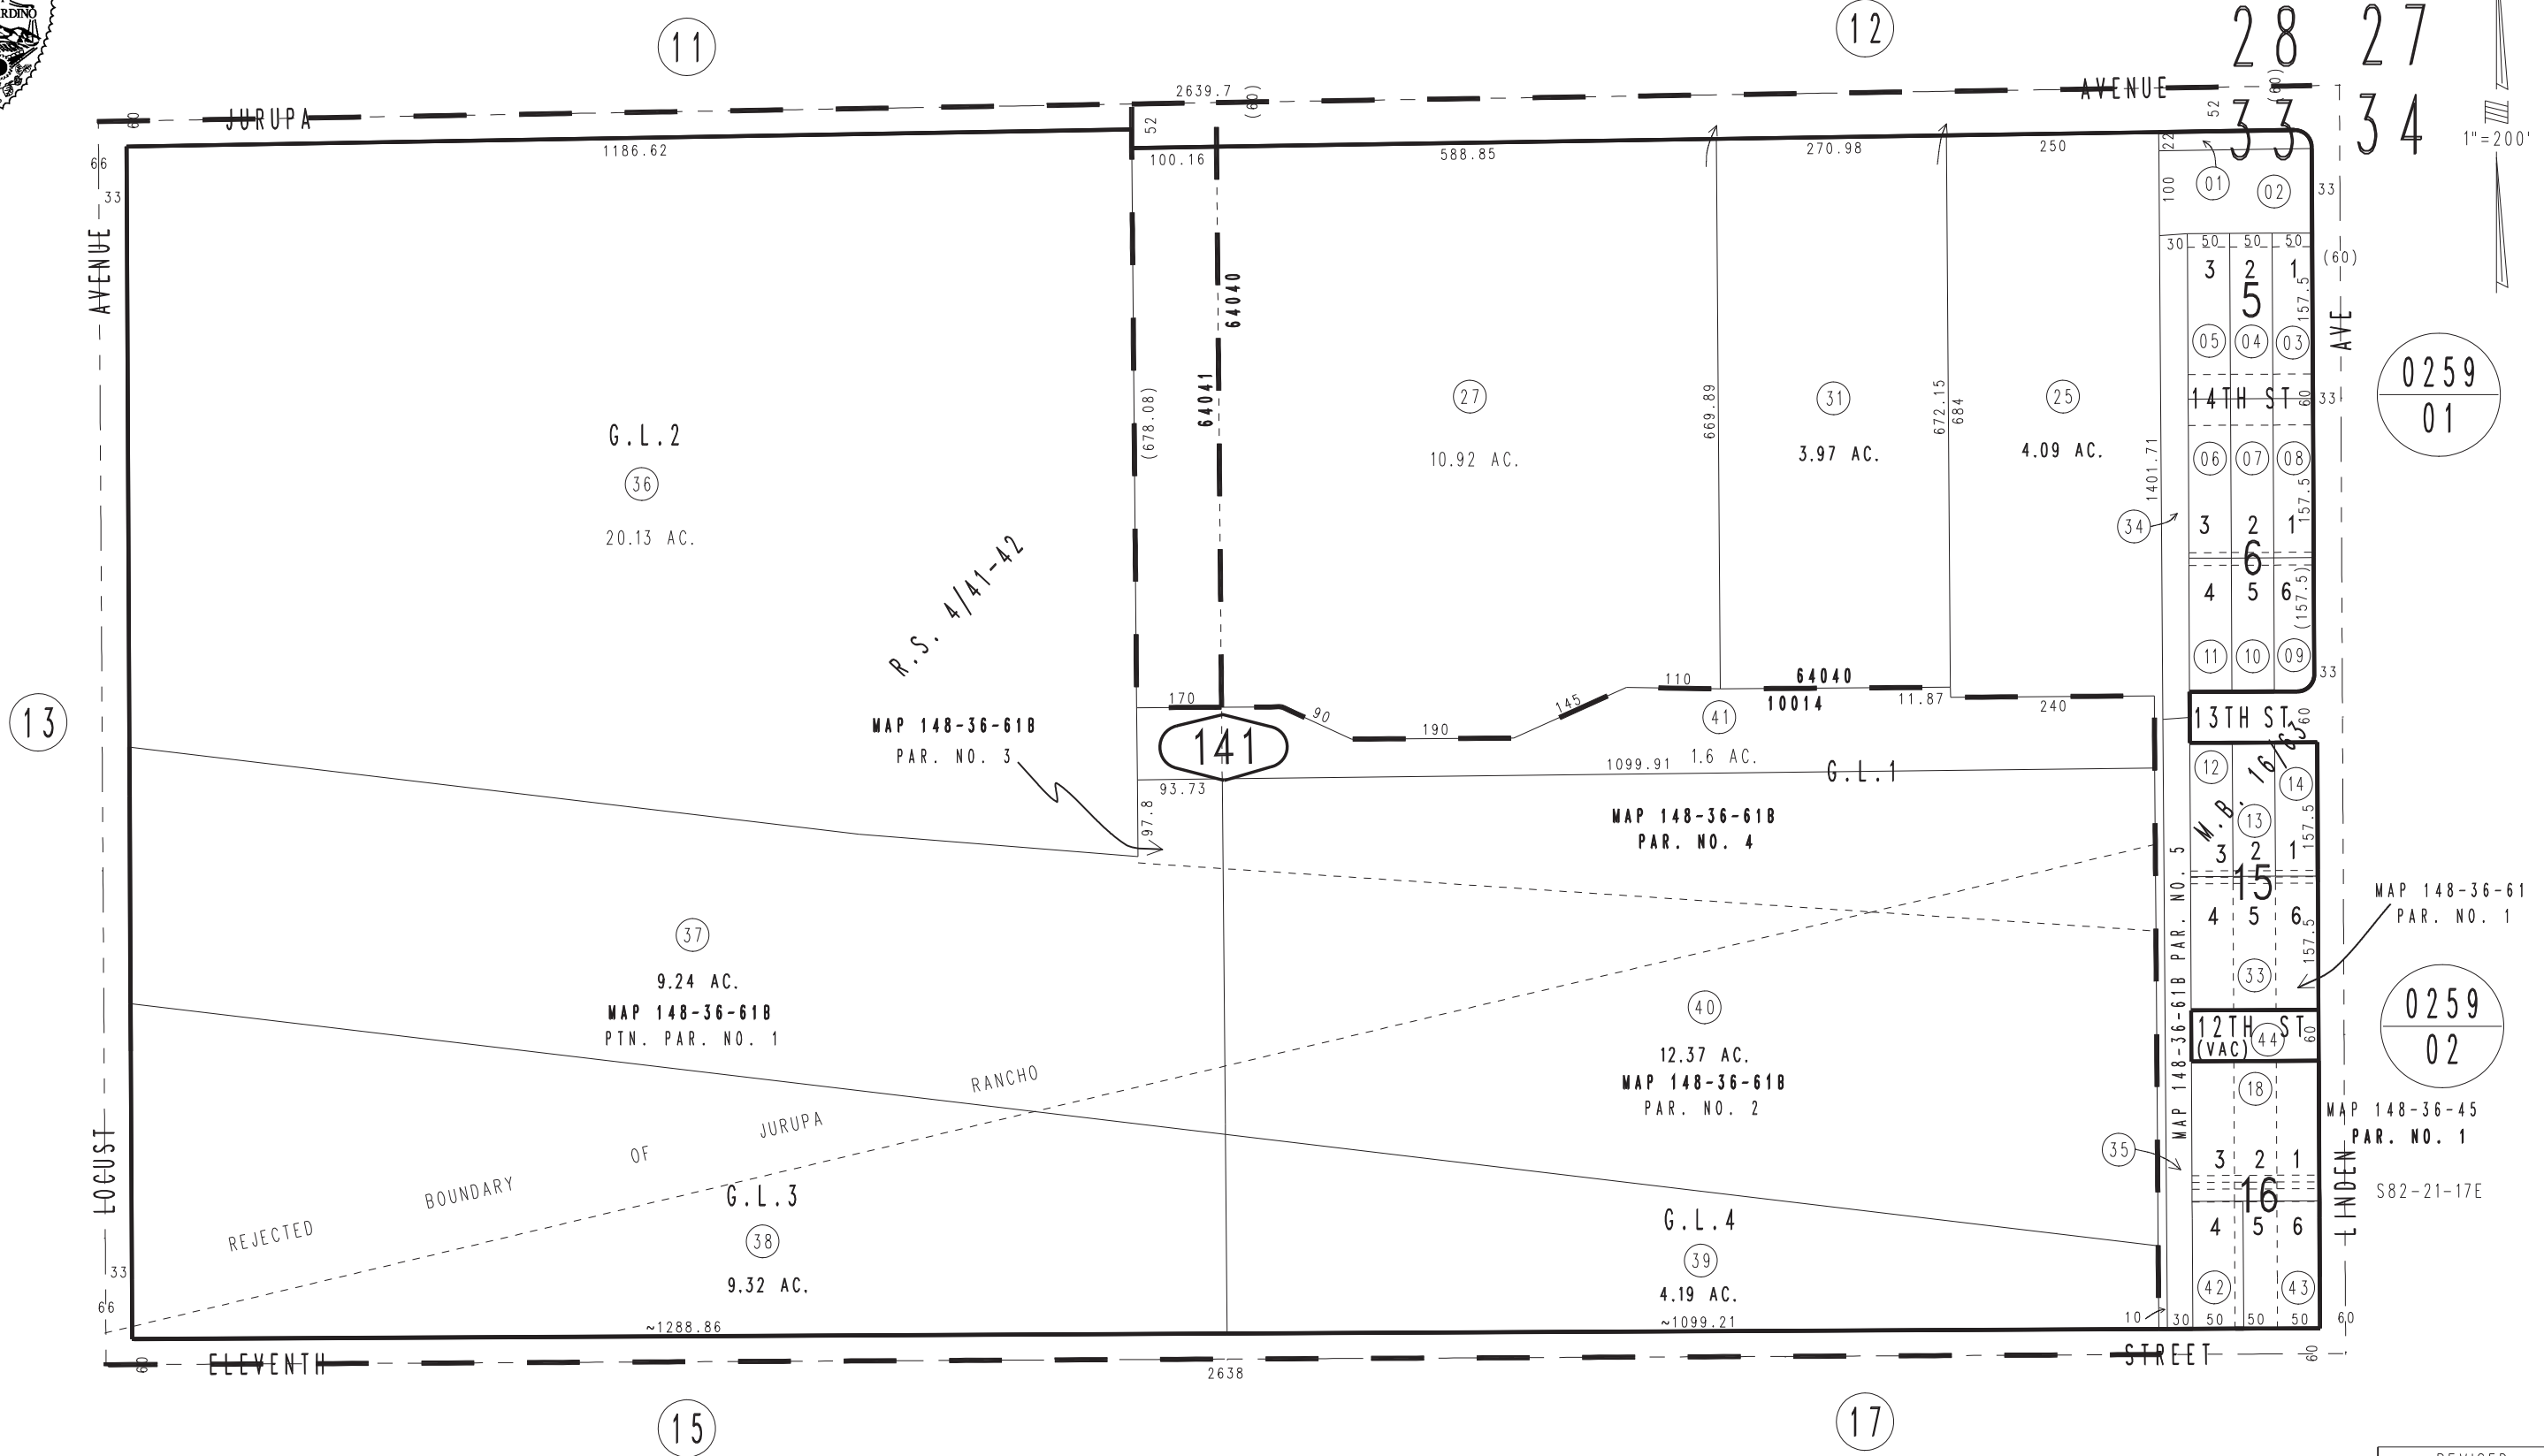 RDINO
11
12
28 27
33 34
1"=200'
JURUPA
AVENUE
2639.7
(60)
(60)
60
66
33
1186.62
52
100.16
588.85
270.98
250
22
52
100
01
02
33
AVENUE
30 50 50 50
(60)
3 2 1
5
157.5
05 04 03
AVE
14TH ST
60
33
0259
01
64040
64041
(678.08)
669.89
672.15
684
1401.71
27
10.92 AC.
31
3.97 AC.
25
4.09 AC.
G.L.2
36
20.13 AC.
06 07 08
157.5
34
3 2 1
6
4 5 6
(157.5)
11 10 09
33
R.S. 4/41-42
13
170
90
190
145
110
64040
10014
11.87
240
41
1.6 AC.
1099.91
G.L.1
141
93.73
97.8
MAP 148-36-61B
PAR. NO. 3
13TH ST
60
M.B. 16/63
12
14
13
157.5
3 2 1
15
4 5 6
157.5
33
MAP 148-36-61B
PAR. NO. 4
MAP 148-36-61
PAR. NO. 1
MAP 148-36-61B PAR. NO. 5
37
9.24 AC.
MAP 148-36-61B
PTN. PAR. NO. 1
40
12.37 AC.
MAP 148-36-61B
PAR. NO. 2
12TH ST
(VAC)
44
60
0259
02
18
MAP 148-36-45
PAR. NO. 1
S82-21-17E
35
3 2 1
16
4 5 6
42
43
LINDEN
LOCUST
REJECTED BOUNDARY OF JURUPA RANCHO
G.L.3
38
9.32 AC.
G.L.4
39
4.19 AC.
33
66
~1288.86
~1099.21
10
30 50 50 50
60
60
ELEVENTH
STREET
60
2638
15
17
REVISED